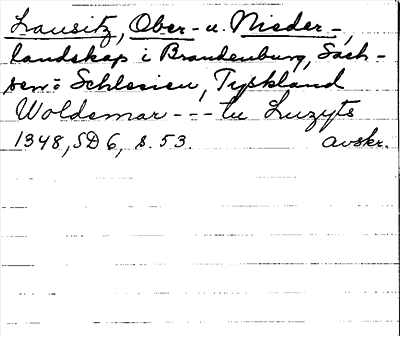 Lausitz, Ober- u. Nieder-,
landskap i Brandenburg, Sach-
sen o Schlesien, Tyskland
Woldemar --- tu Luzyts
1348, SD 6, s. 53. avskr.